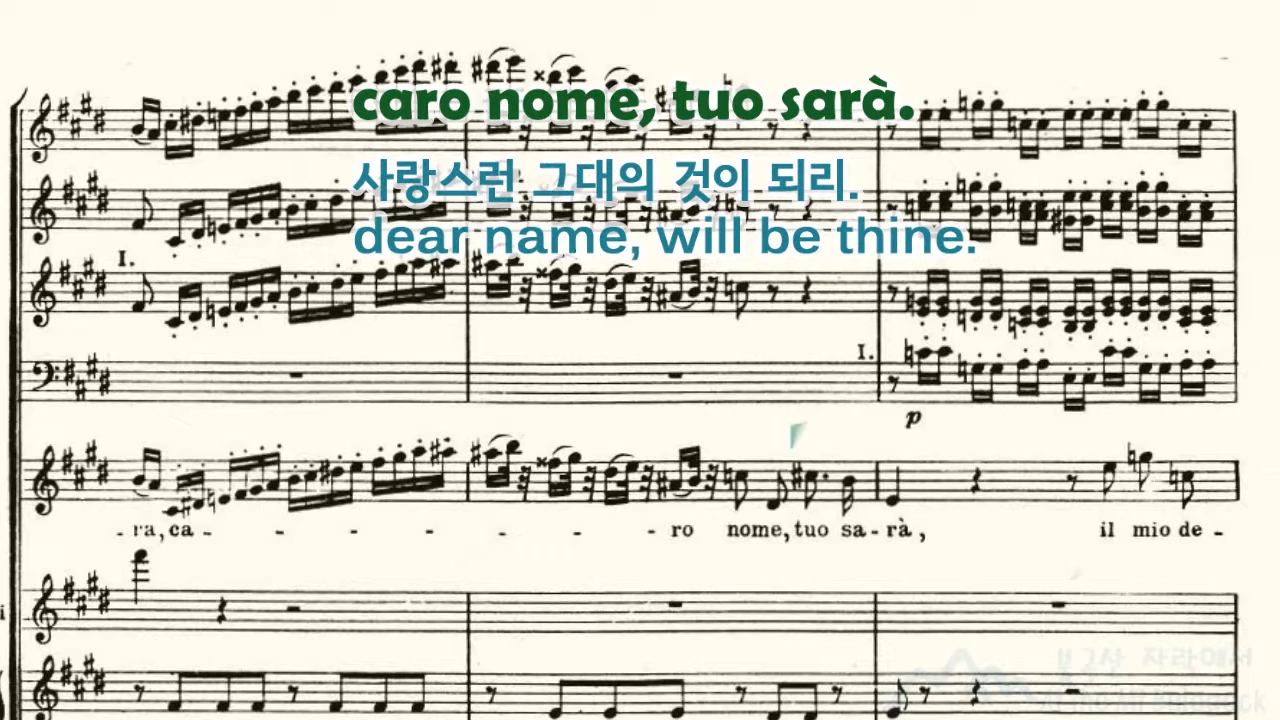 caro nome, tuo sarà.
사랑스런 그대의 것이 되리.
dear name, will be thine.
I.
I.
p
- ra, ca - - - - - - ro nome, tuo sa - rà, il mio de -
i